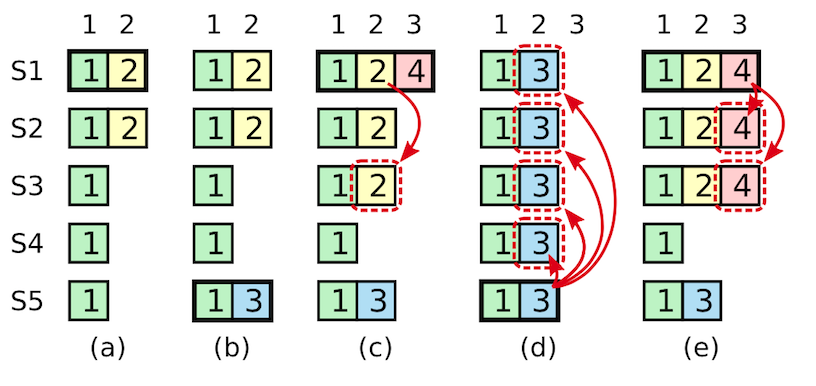 1 2 1 2 1 2 3 1 2 3 1 2 3
S1 1 2 1 2 1 2 4 1 3 1 2 4
S2 1 2 1 2 1 2 1 3 1 2 4
S3 1 1 1 2 1 3 1 2 4
S4 1 1 1 1 3 1
S5 1 1 3 1 3 1 3 1 3
(a) (b) (c) (d) (e)